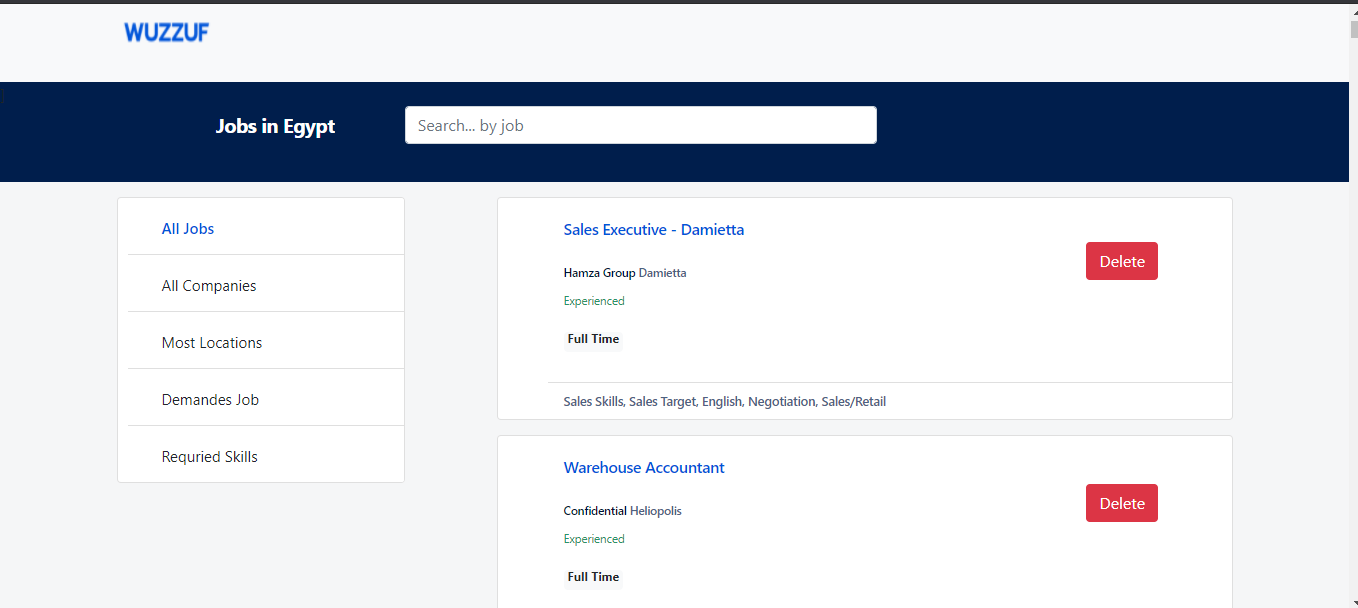 WUZZUF
Jobs in Egypt
Search... by job
All Jobs
All Companies
Most Locations
Demandes Job
Requried Skills
Sales Executive - Damietta
Delete
Hamza Group Damietta
Experienced
Full Time
Sales Skills, Sales Target, English, Negotiation, Sales/Retail
Warehouse Accountant
Delete
Confidential Heliopolis
Experienced
Full Time